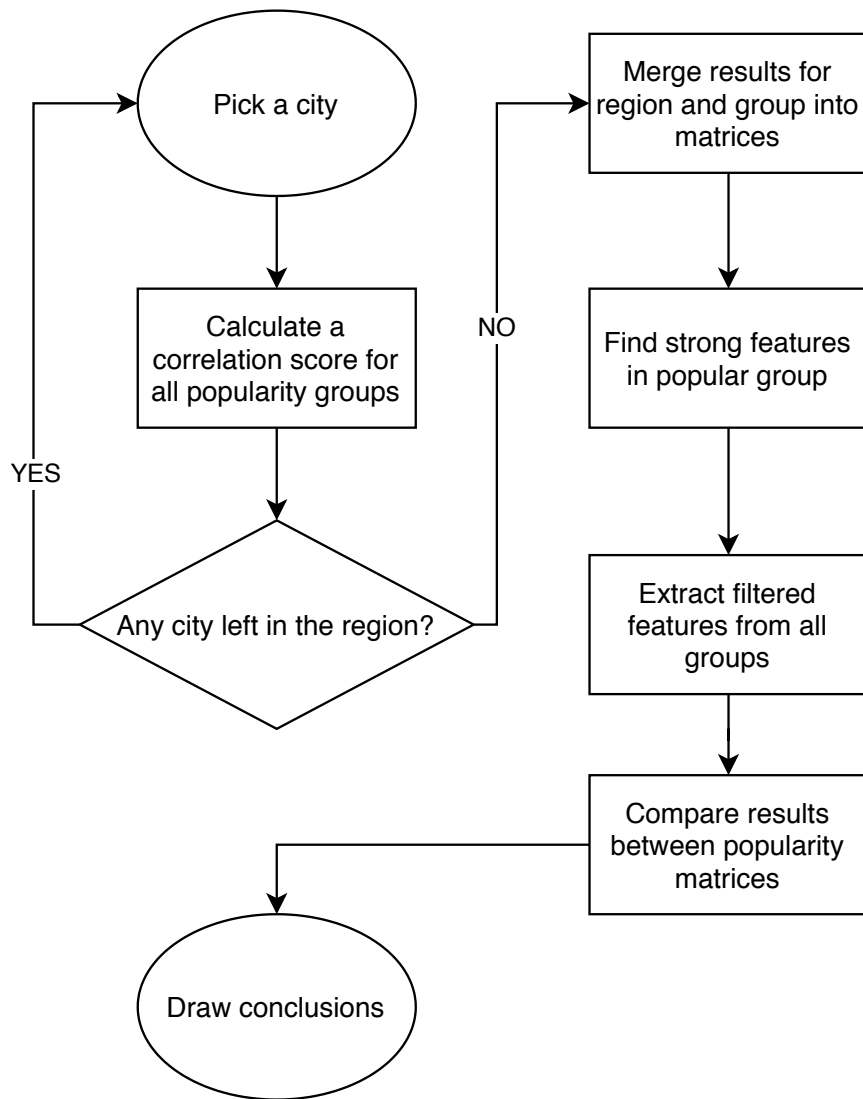 Pick a city
Calculate a
correlation score for
all popularity groups
Any city left in the region?
YES
NO
Merge results for
region and group into
matrices
Find strong features
in popular group
Extract filtered
features from all
groups
Compare results
between popularity
matrices
Draw conclusions